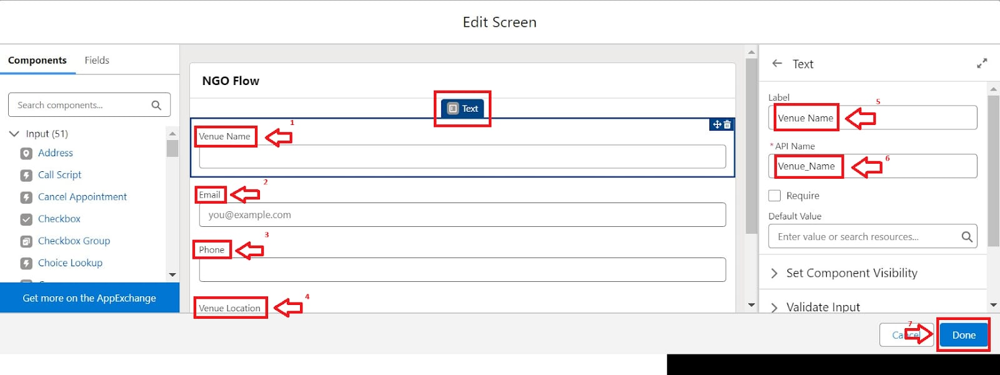 Edit Screen
Components Fields
Search components...
Input (51)
Address
Call Script
Cancel Appointment
Checkbox
Checkbox Group
Choice Lookup
Get more on the AppExchange
NGO Flow
Text
Venue Name
1
Email
2
you@example.com
Phone
3
Venue Location
4
Text
Label
Venue Name
5
*API Name
Venue_Name
6
Require
Default Value
Enter value or search resources...
Set Component Visibility
Validate Input
Cancel
7
Done